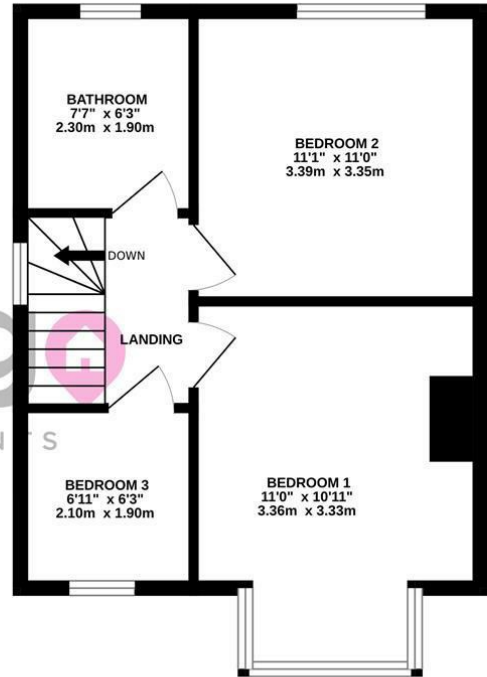 BATHROOM
7'7" x 6'3"
2.30m x 1.90m
BEDROOM 2
11'1" x 11'0"
3.39m x 3.35m
DOWN
LANDING
g
NTS
BEDROOM 3
6'11" x 6'3"
2.10m x 1.90m
BEDROOM 1
11'0" x 10'11"
3.36m x 3.33m